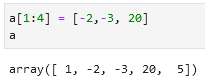 a[1:4] = [-2,-3, 20]
a
array([ 1, -2, -3, 20,  5])